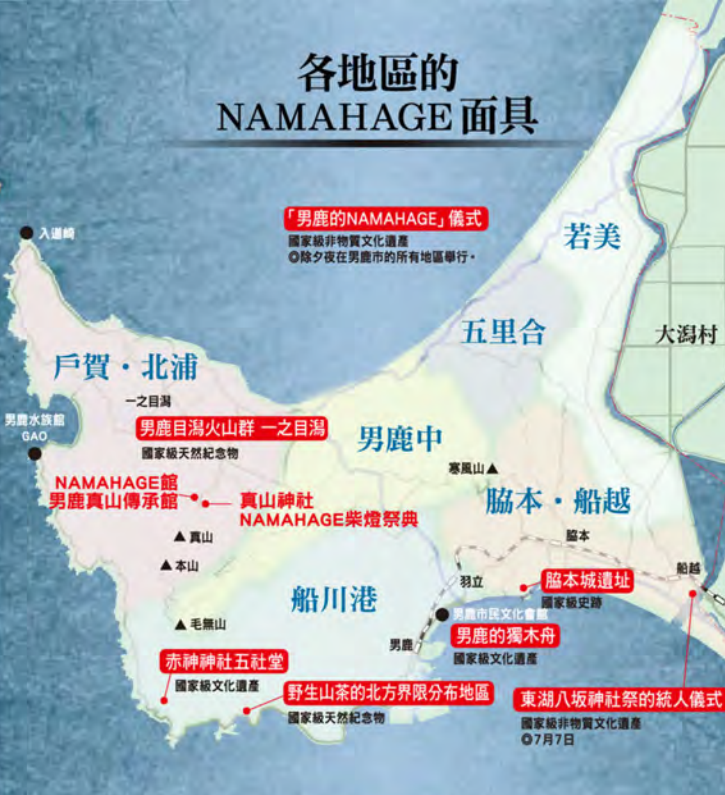 各地區的
NAMAHAGE面具
「男鹿的NAMAHAGE」儀式
國家級非物質文化遺產
◎除夕夜在男鹿市的所有地區舉行。
入道崎
若美
五里合
大潟村
戶賀・北浦
一之目潟
男鹿水族館
GAO
男鹿目潟火山群 一之目潟
國家級天然紀念物
男鹿中
寒風山
NAMAHAGE館
男鹿真山傳承館
真山神社
NAMAHAGE柴燈祭典
脇本・船越
真山
本山
脇本
船越
羽立
船川港
脇本城遺址
國家級史跡
毛無山
男鹿市民文化會館
男鹿
男鹿的獨木舟
國家級文化遺產
赤神神社五社堂
國家級文化遺產
野生山茶的北方界限分布地區
國家級天然紀念物
東湖八坂神社祭的統人儀式
國家級非物質文化遺產
◎7月7日